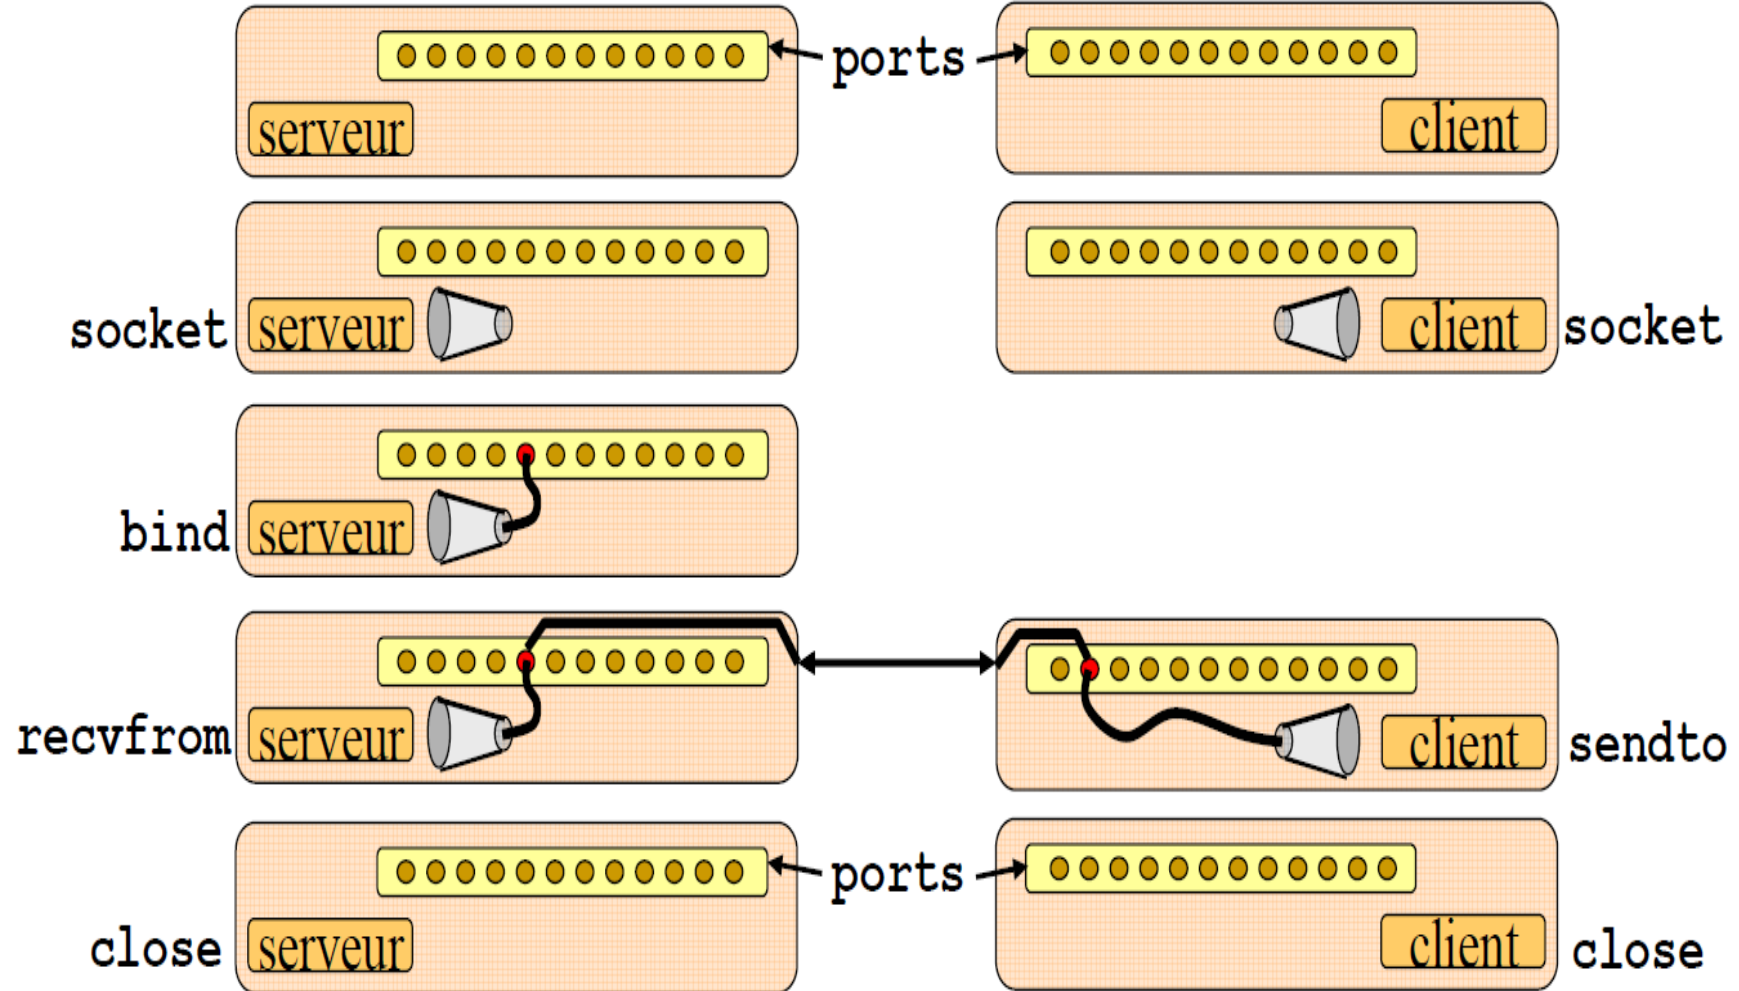 ports
serveur
client
socket
serveur
client
socket
bind
serveur
recvfrom
serveur
client
sendto
ports
close
serveur
client
close